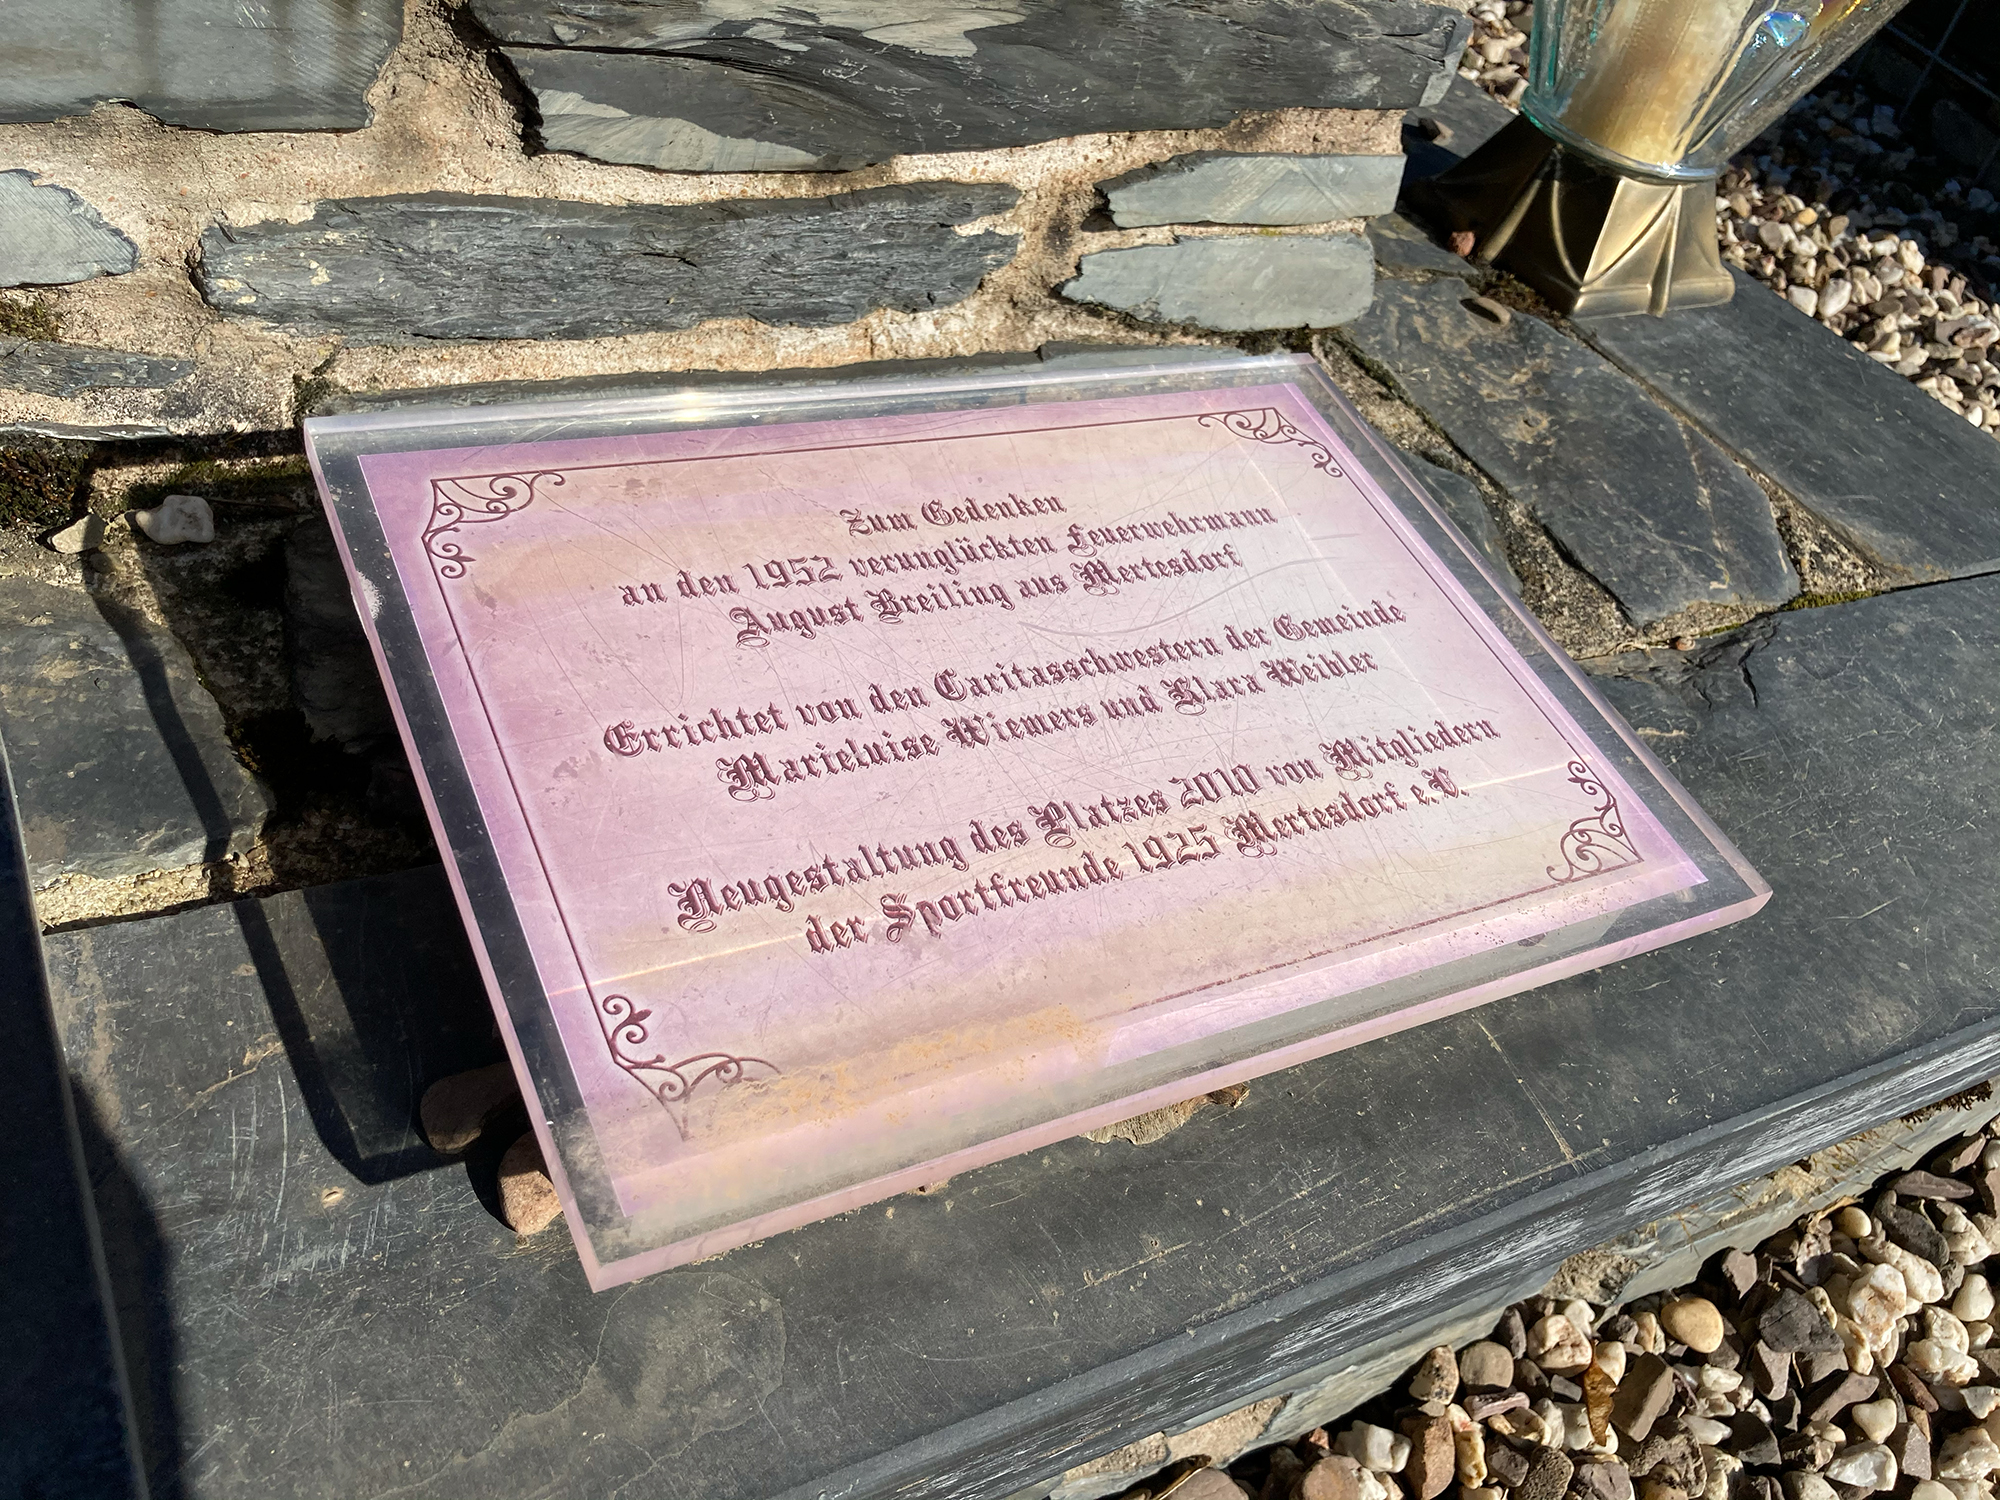 Zum Gedenken
an den 1952 verunglückten Feuerwehrmann
August Breiling aus Mertesdorf
Errichtet von den Caritasschwestern der Gemeinde
Marieluise Wiemers und Klara Weibler
Neugestaltung des Platzes 2010 von Mitgliedern
der Sportfreunde 1925 Mertesdorf e.V.